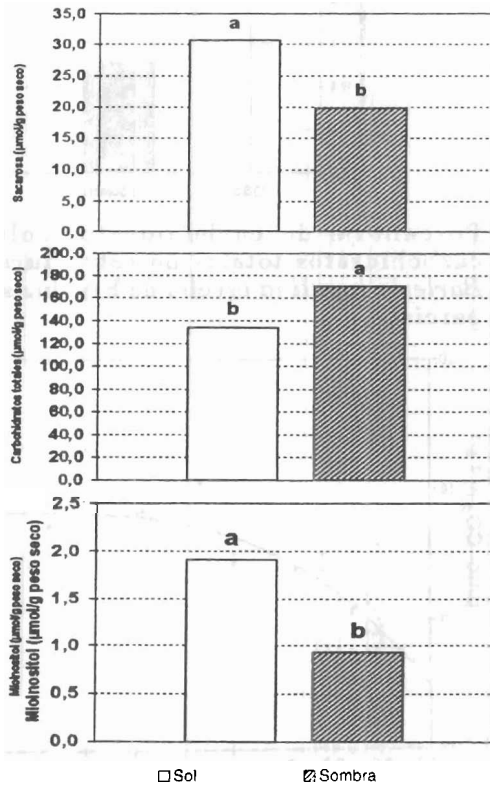 Sacarosa (µmol/g peso seco)
35,0
30,0
25,0
20,0
15,0
10,0
5,0
0,0
a
b
Carbohidratos totales (µmol/g peso seco)
200,0
180,0
160,0
140,0
120,0
100,0
80,0
60,0
40,0
20,0
0,0
b
a
MioInositol (µmol/g peso seco)
MioInositol (µmol/g peso seco)
2,5
2,0
1,5
1,0
0,5
0,0
a
b
Sol
Sombra